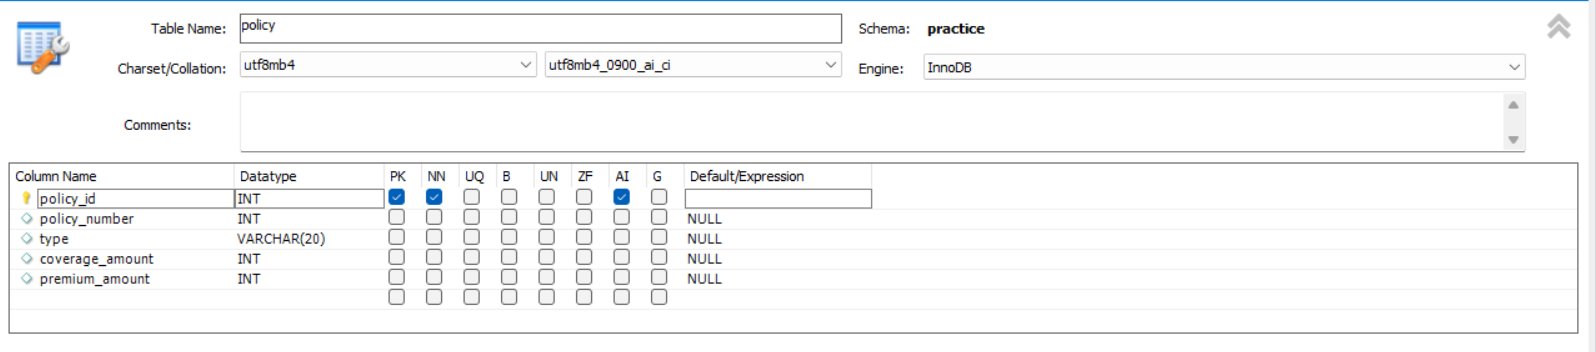 Table Name: policy Schema: practice
Charset/Collation: utf8mb4 utf8mb4_0900_ai_ci Engine: InnoDB
Comments:
Column Name Datatype PK NN UQ B UN ZF AI G Default/Expression
policy_id INT
policy_number INT NULL
type VARCHAR(20) NULL
coverage_amount INT NULL
premium_amount INT NULL